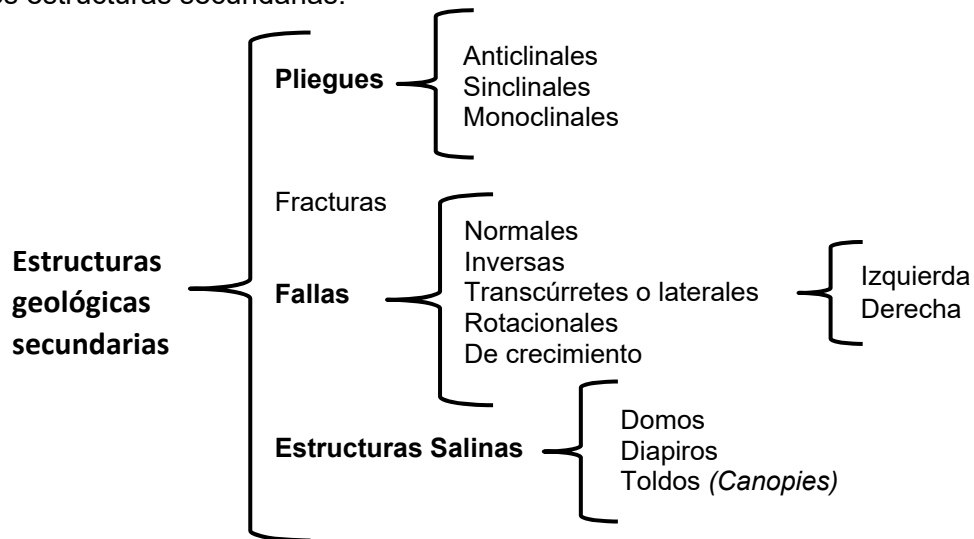 es estructuras secundarias.
Pliegues
Anticlinales
Sinclinales
Monoclinales
Fracturas
Estructuras
geológicas
secundarias
Fallas
Normales
Inversas
Transcúrretes o laterales
Rotacionales
De crecimiento
Izquierda
Derecha
Estructuras Salinas
Domos
Diapiros
Toldos (Canopies)